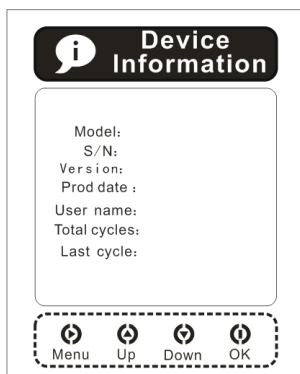 Device
Information
Model:
S/N:
Version:
Prod date :
User name:
Total cycles:
Last cycle:
Menu Up Down OK